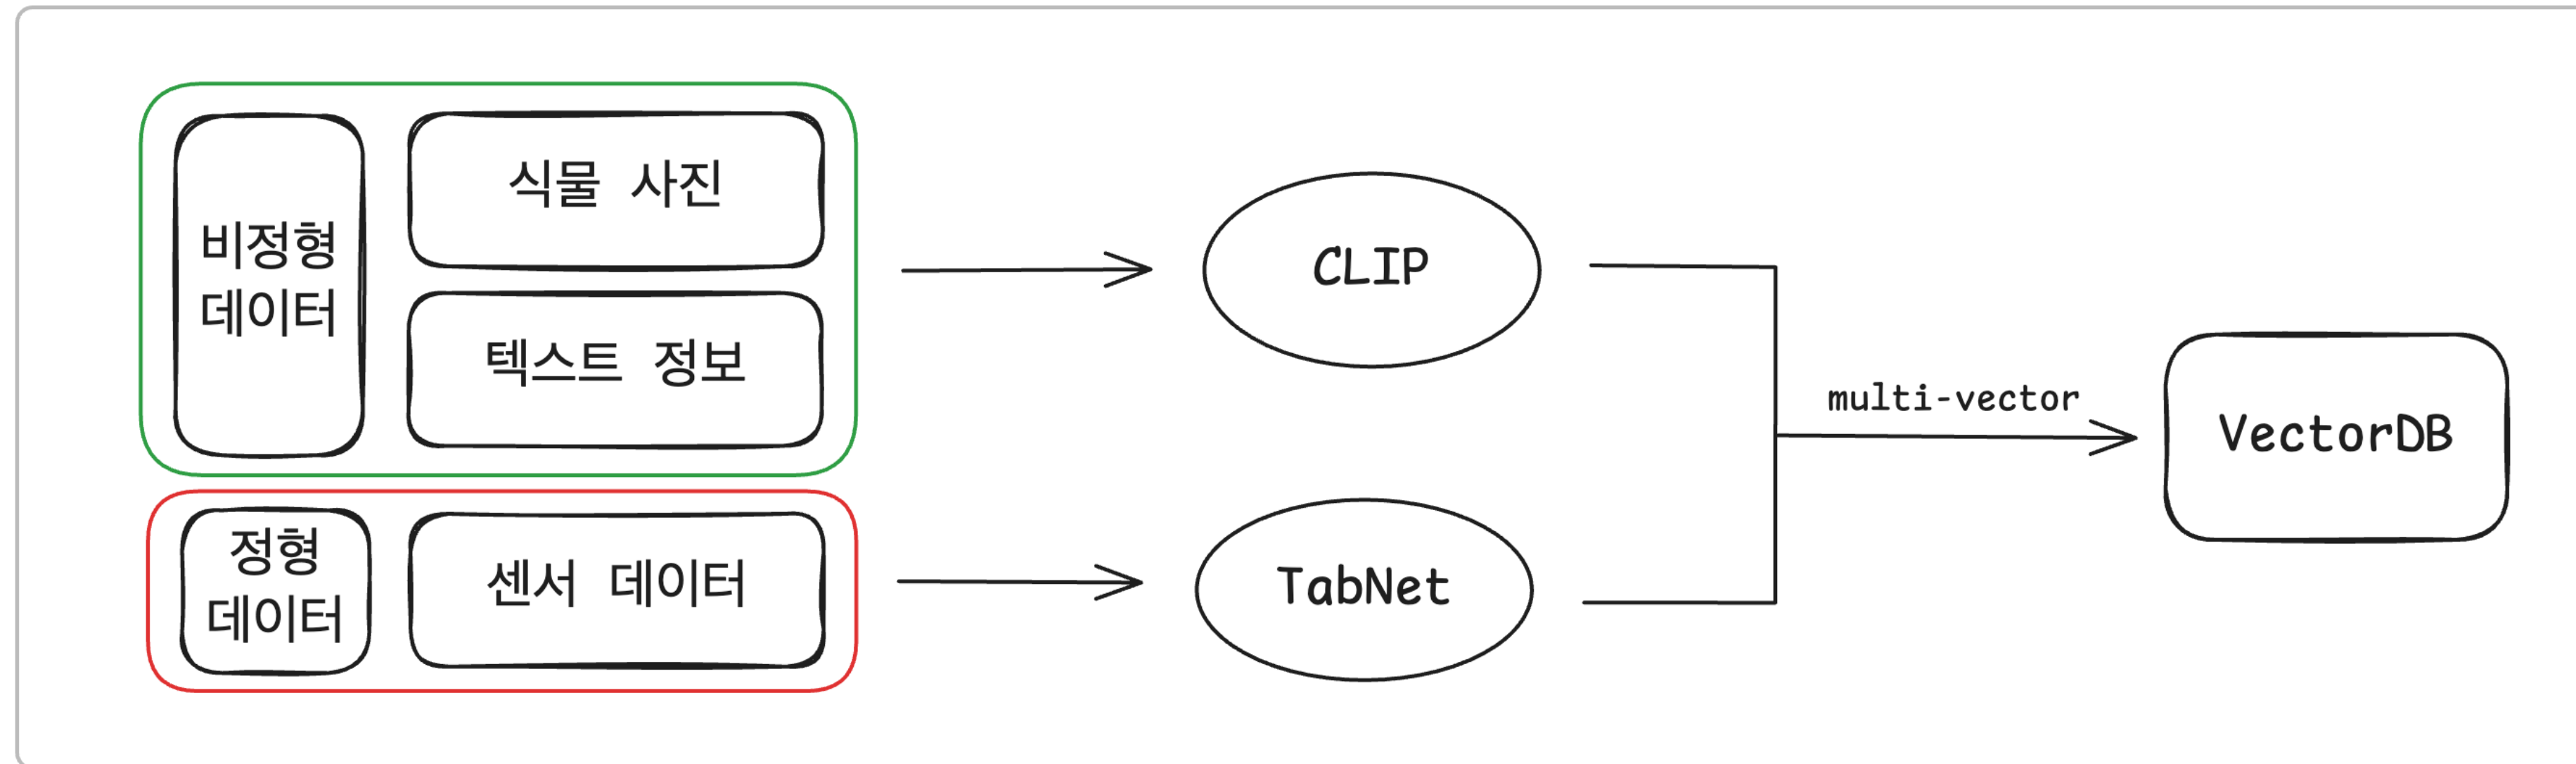 비정형
데이터
식물 사진
텍스트 정보
정형
데이터
센서 데이터
CLIP
TabNet
multi-vector
VectorDB